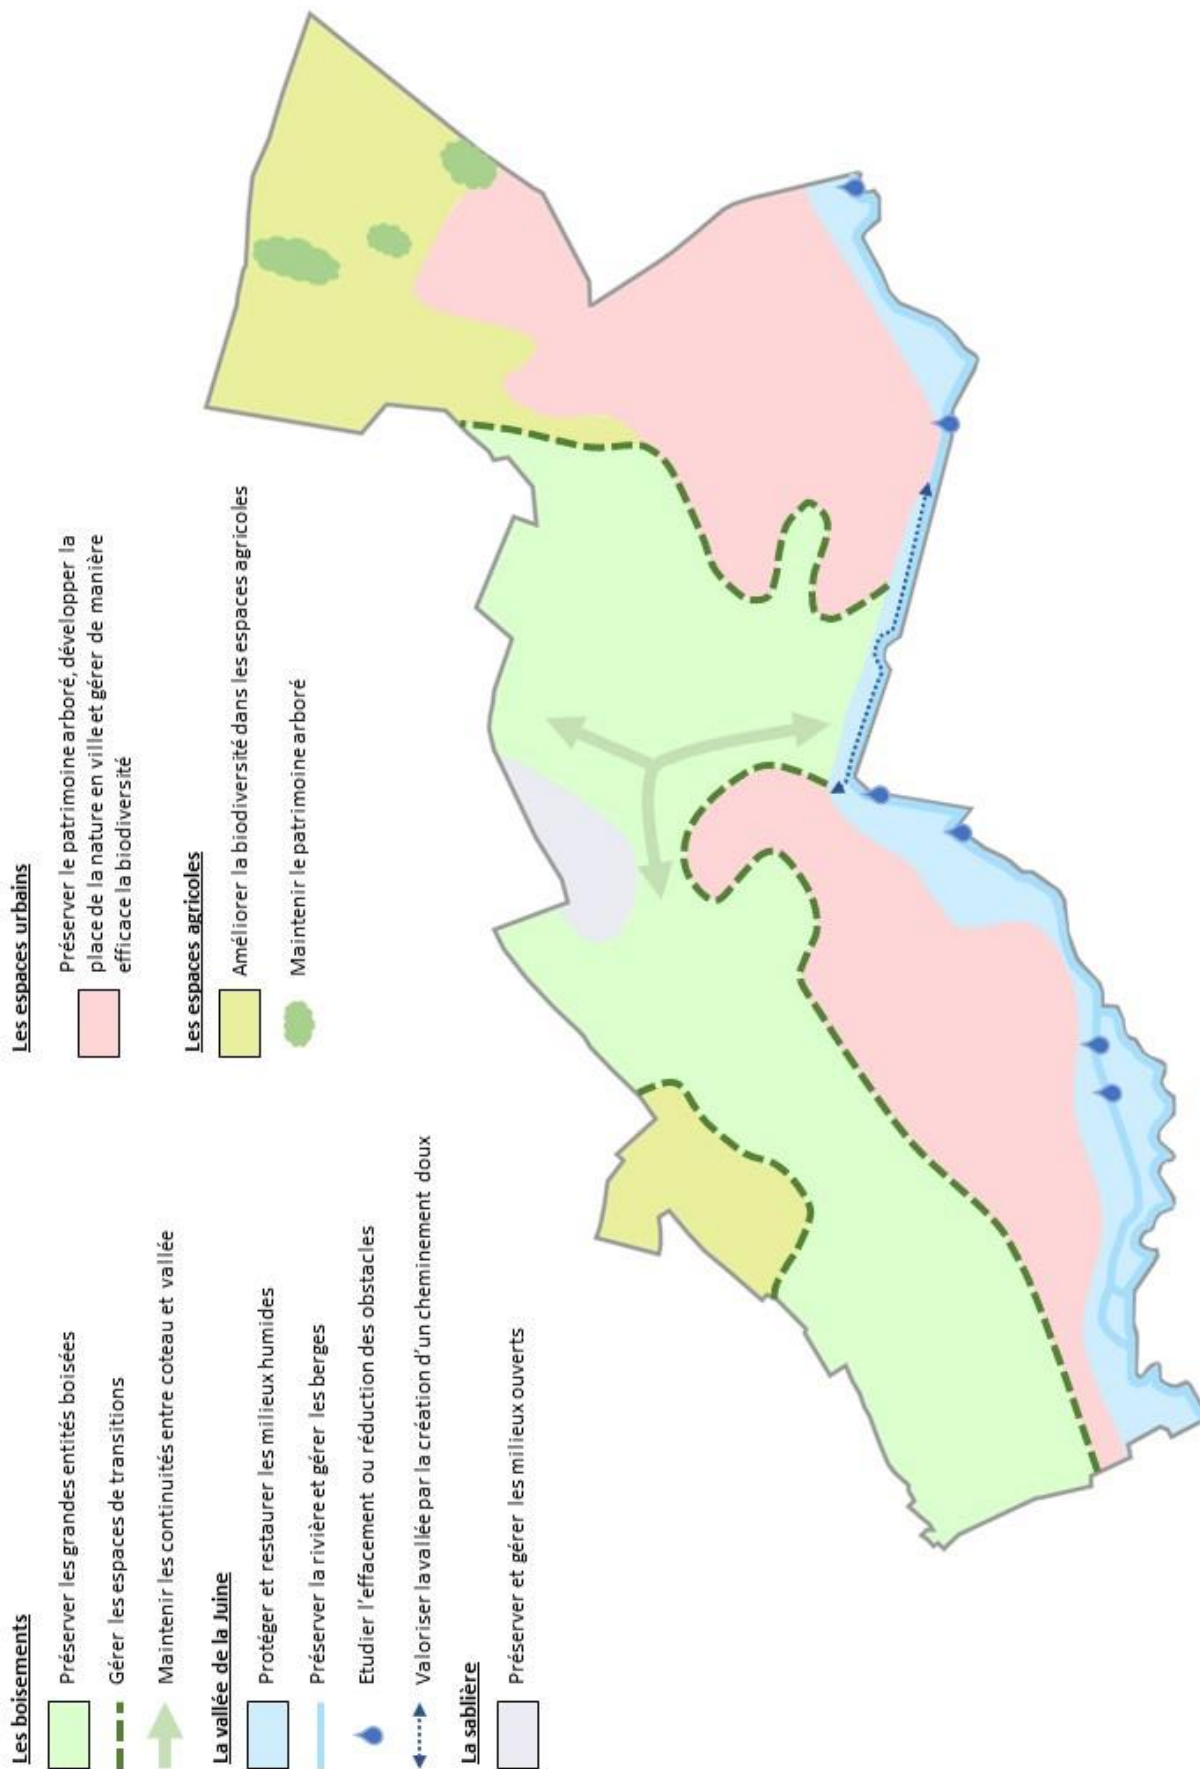 Les boisements
Préserver les grandes entités boisées
Gérer les espaces de transitions
Maintenir les continuités entre coteau et vallée
La vallée de la Juine
Protéger et restaurer les milieux humides
Préserver la rivière et gérer les berges
Etudier l'effacement ou réduction des obstacles
Valoriser la vallée par la création d'un cheminement doux
La sablière
Préserver et gérer les milieux ouverts
Les espaces urbains
Préserver le patrimoine arboré, développer la
place de la nature en ville et gérer de manière
efficace la biodiversité
Les espaces agricoles
Améliorer la biodiversité dans les espaces agricoles
Maintenir le patrimoine arboré